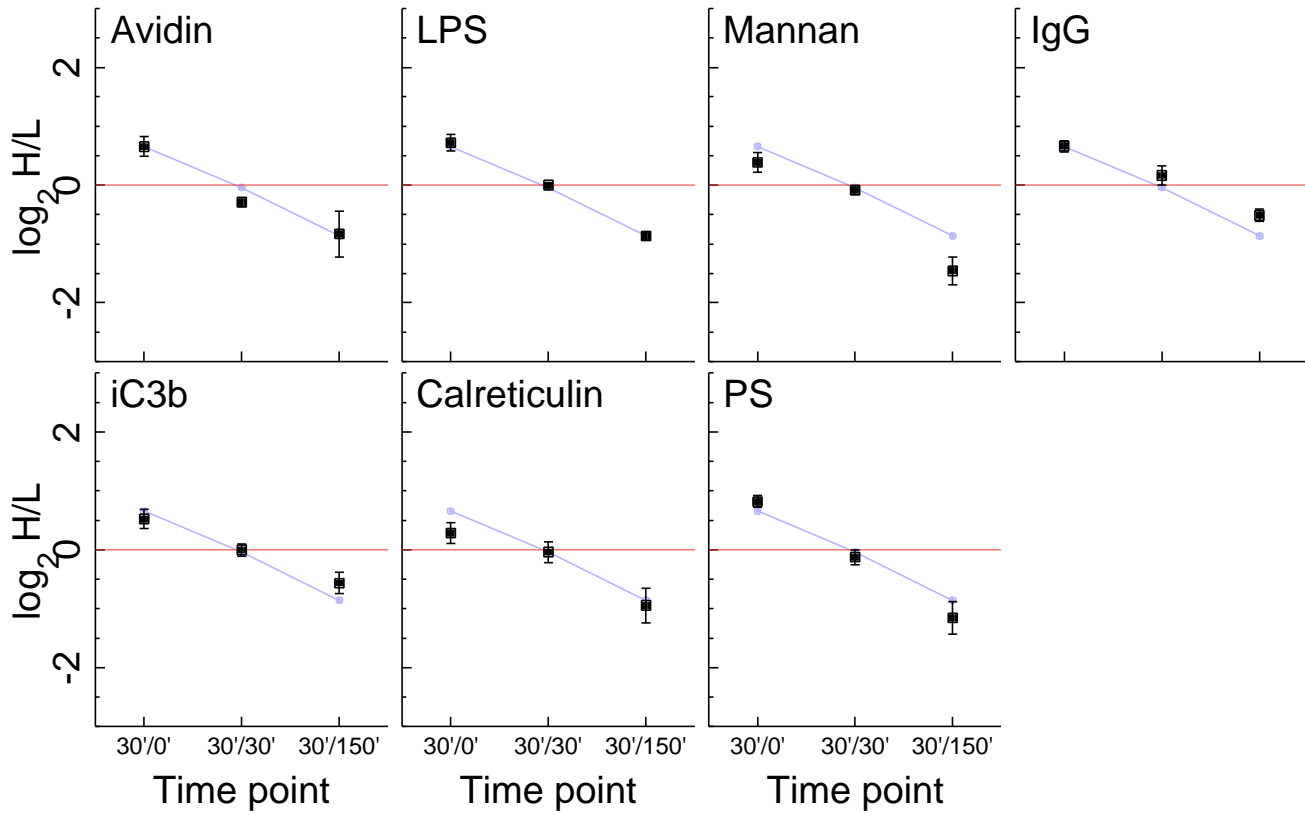 Avidin LPS Mannan IgG
2
0
-2
log2 H/L
iC3b Calreticulin PS
2
0
-2
log2 H/L
30'/0' 30'/30' 30'/150' 30'/0' 30'/30' 30'/150' 30'/0' 30'/30' 30'/150'
Time point Time point Time point